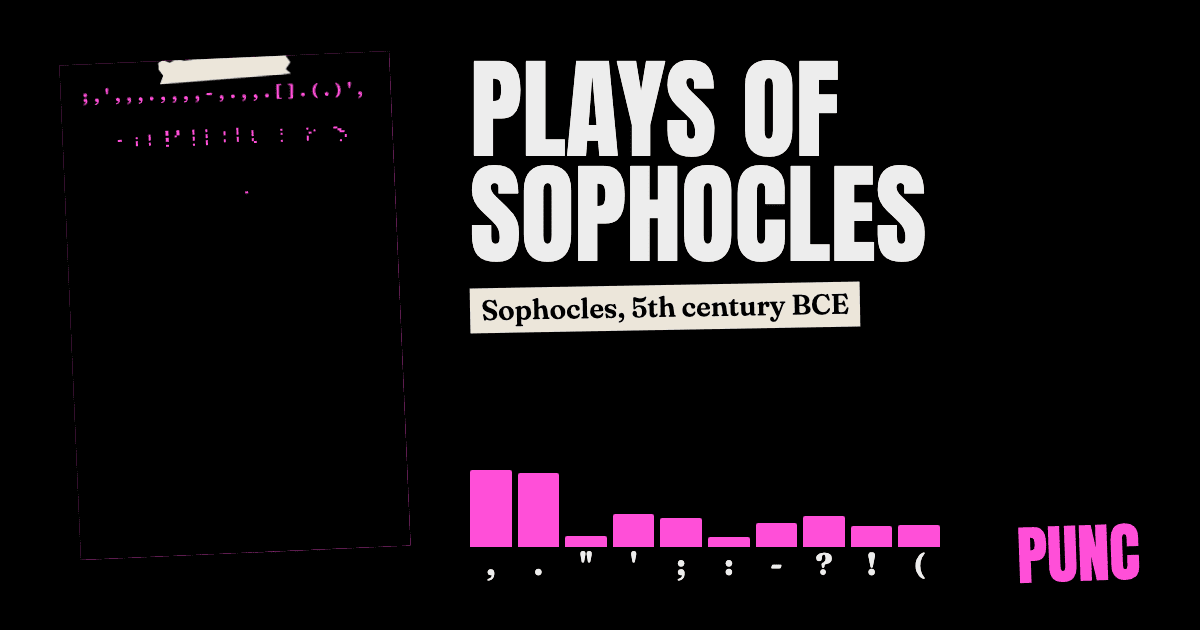 ;,',,,.,,,,-,.,,.[].(.)',
PLAYS OF
SOPHOCLES
Sophocles, 5th century BCE
, . " ' ; : - ? ! (
PUNC